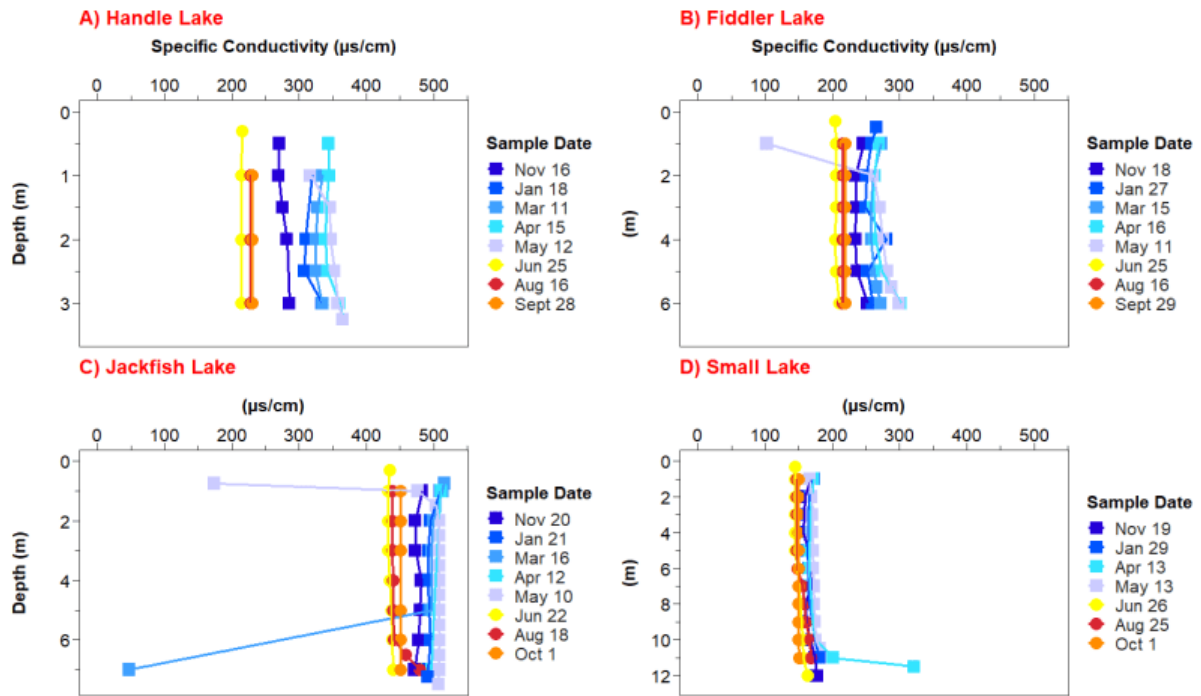 A) Handle Lake
Specific Conductivity (µs/cm)
0 100 200 300 400 500
Depth (m)
0
1
2
3
Sample Date
Nov 16
Jan 18
Mar 11
Apr 15
May 12
Jun 25
Aug 16
Sept 28
B) Fiddler Lake
Specific Conductivity (µs/cm)
0 100 200 300 400 500
(m)
0
2
4
6
Sample Date
Nov 18
Jan 27
Mar 15
Apr 16
May 11
Jun 25
Aug 16
Sept 29
C) Jackfish Lake
(µs/cm)
0 100 200 300 400 500
Depth (m)
0
2
4
6
Sample Date
Nov 20
Jan 21
Mar 16
Apr 12
May 10
Jun 22
Aug 18
Oct 1
D) Small Lake
(µs/cm)
0 100 200 300 400 500
(m)
0
2
4
6
8
10
12
Sample Date
Nov 19
Jan 29
Apr 13
May 13
Jun 26
Aug 25
Oct 1